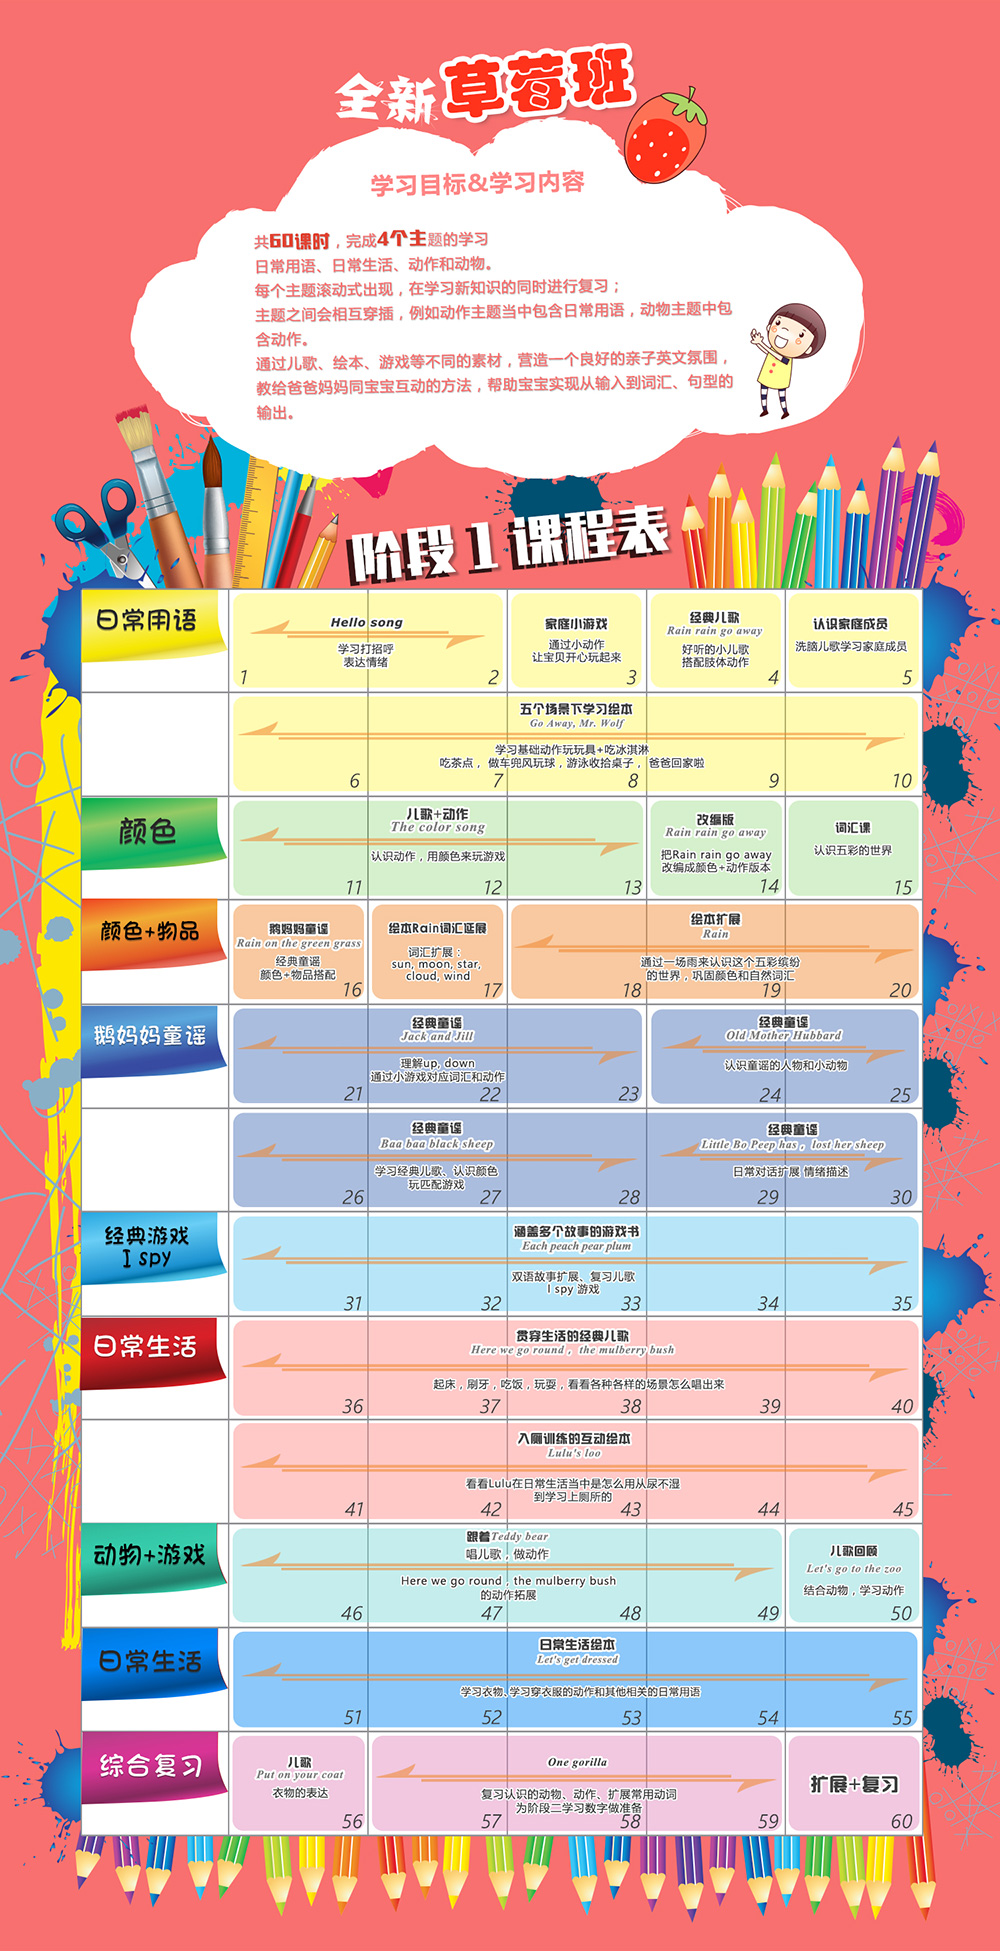 全新草莓班
学习目标&学习内容
共60课时，完成4个主题的学习
日常用语、日常生活、动作和动物。
每个主题滚动式出现，在学习新知识的同时进行复习；
主题之间会相互穿插，例如动作主题当中包含日常用语，动物主题中包
含动作。
通过儿歌、绘本、游戏等不同的素材，营造一个良好的亲子英文氛围，
教给爸爸妈妈同宝宝互动的方法，帮助宝宝实现从输入到词汇、句型的
输出。
阶段1课程表
日常用语
Hello song
学习打招呼
表达情绪
1
2
家庭小游戏
通过小动作
让宝贝开心玩起来
3
经典儿歌
Rain rain go away
好听的小儿歌
搭配肢体动作
4
认识家庭成员
洗脑儿歌学习家庭成员
5
五个场景下学习绘本
Go Away, Mr. Wolf
学习基础动作玩玩具+吃冰淇淋
吃茶点，做车兜风玩球，游泳收拾桌子，爸爸回家啦
6
7
8
9
10
颜色
儿歌+动作
The color song
认识动作，用颜色来玩游戏
11
12
13
改编版
Rain rain go away
把Rain rain go away
改编成颜色+动作版本
14
词汇课
认识五彩的世界
15
颜色+物品
鹅妈妈童谣
Rain on the green grass
经典童谣
颜色+物品搭配
16
绘本Rain词汇延展
词汇扩展：
sun, moon, star,
cloud, wind
17
绘本扩展
Rain
通过一场雨来认识这个五彩缤纷
的世界，巩固颜色和自然词汇
18
19
20
鹅妈妈童谣
经典童谣
Jack and Jill
理解up, down
通过小游戏对应词汇和动作
21
22
23
经典童谣
Old Mother Hubbard
认识童谣的人物和小动物
24
25
经典童谣
Baa baa black sheep
学习经典儿歌、认识颜色
玩匹配游戏
26
27
28
经典童谣
Little Bo Peep has，lost her sheep
日常对话扩展 情绪描述
29
30
经典游戏
I spy
涵盖多个故事的游戏书
Each peach pear plum
双语故事扩展、复习儿歌
I spy 游戏
31
32
33
34
35
日常生活
贯穿生活的经典儿歌
Here we go round，the mulberry bush
起床，刷牙，吃饭，玩耍，看看各种各样的场景怎么唱出来
36
37
38
39
40
入厕训练的互动绘本
Lulu's loo
看看Lulu在日常生活当中是怎么用从尿不湿
到学习上厕所的
41
42
43
44
45
动物+游戏
跟着Teddy bear
唱儿歌，做动作
Here we go round，the mulberry bush
的动作拓展
46
47
48
49
儿歌回顾
Let's go to the zoo
结合动物，学习动作
50
日常生活
日常生活绘本
Let's get dressed
学习衣物、学习穿衣服的动作和其他相关的日常用语
51
52
53
54
55
综合复习
儿歌
Put on your coat
衣物的表达
56
One gorilla
复习认识的动物、动作、扩展常用动词
为阶段二学习数字做准备
57
58
59
扩展+复习
60